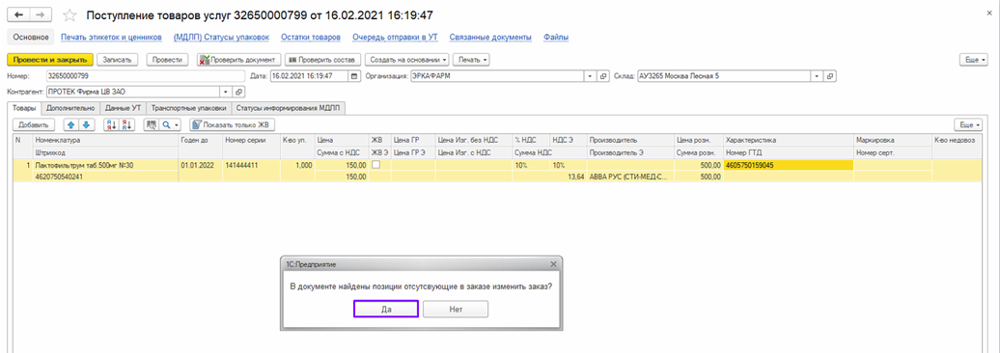 Поступление товаров услуг 32650000799 от 16.02.2021 16:19:47
Основное Печать этикеток и ценников (МДЛП) Статусы упаковок Остатки товаров Очередь отправки в УТ Связанные документы Файлы
Провести и закрыть Записать Провести Проверить документ Проверить состав Создать на основании Печать Еще
Номер: 32650000799 Дата: 16.02.2021 16:19:47 Организация: ЭРКАФАРМ Склад: АУ3265 Москва Лесная 5
Контрагент: ПРОТЕК Фирма ЦВ ЗАО
Товары Дополнительно Данные УТ Транспортные упаковки Статусы информирования МДЛП
Добавить Показать только ЖВ Еще
N Номенклатура Годен до Номер серии К-во уп. Цена ЖВ Цена ГР Цена Изг. без НДС % НДС НДС Э Производитель Цена розн. Характеристика Маркировка К-во недовоз
Штрихкод Сумма с НДС ЖВ Э Цена ГР Э Цена Изг. с НДС Сумма НДС Производитель Э Сумма розн. Номер ГТД Номер серт.
1 Лактофильтрум таб.500мг №30 01.01.2022 141444411 1,000 150,00 10% 10% 500,00 4605750159045
4620750540241 150,00 13,64 АВВА РУС (СТИ-МЕД-С... 500,00
1С:Предприятие
В документе найдены позиции отсутсвующие в заказе изменить заказ?
Да Нет